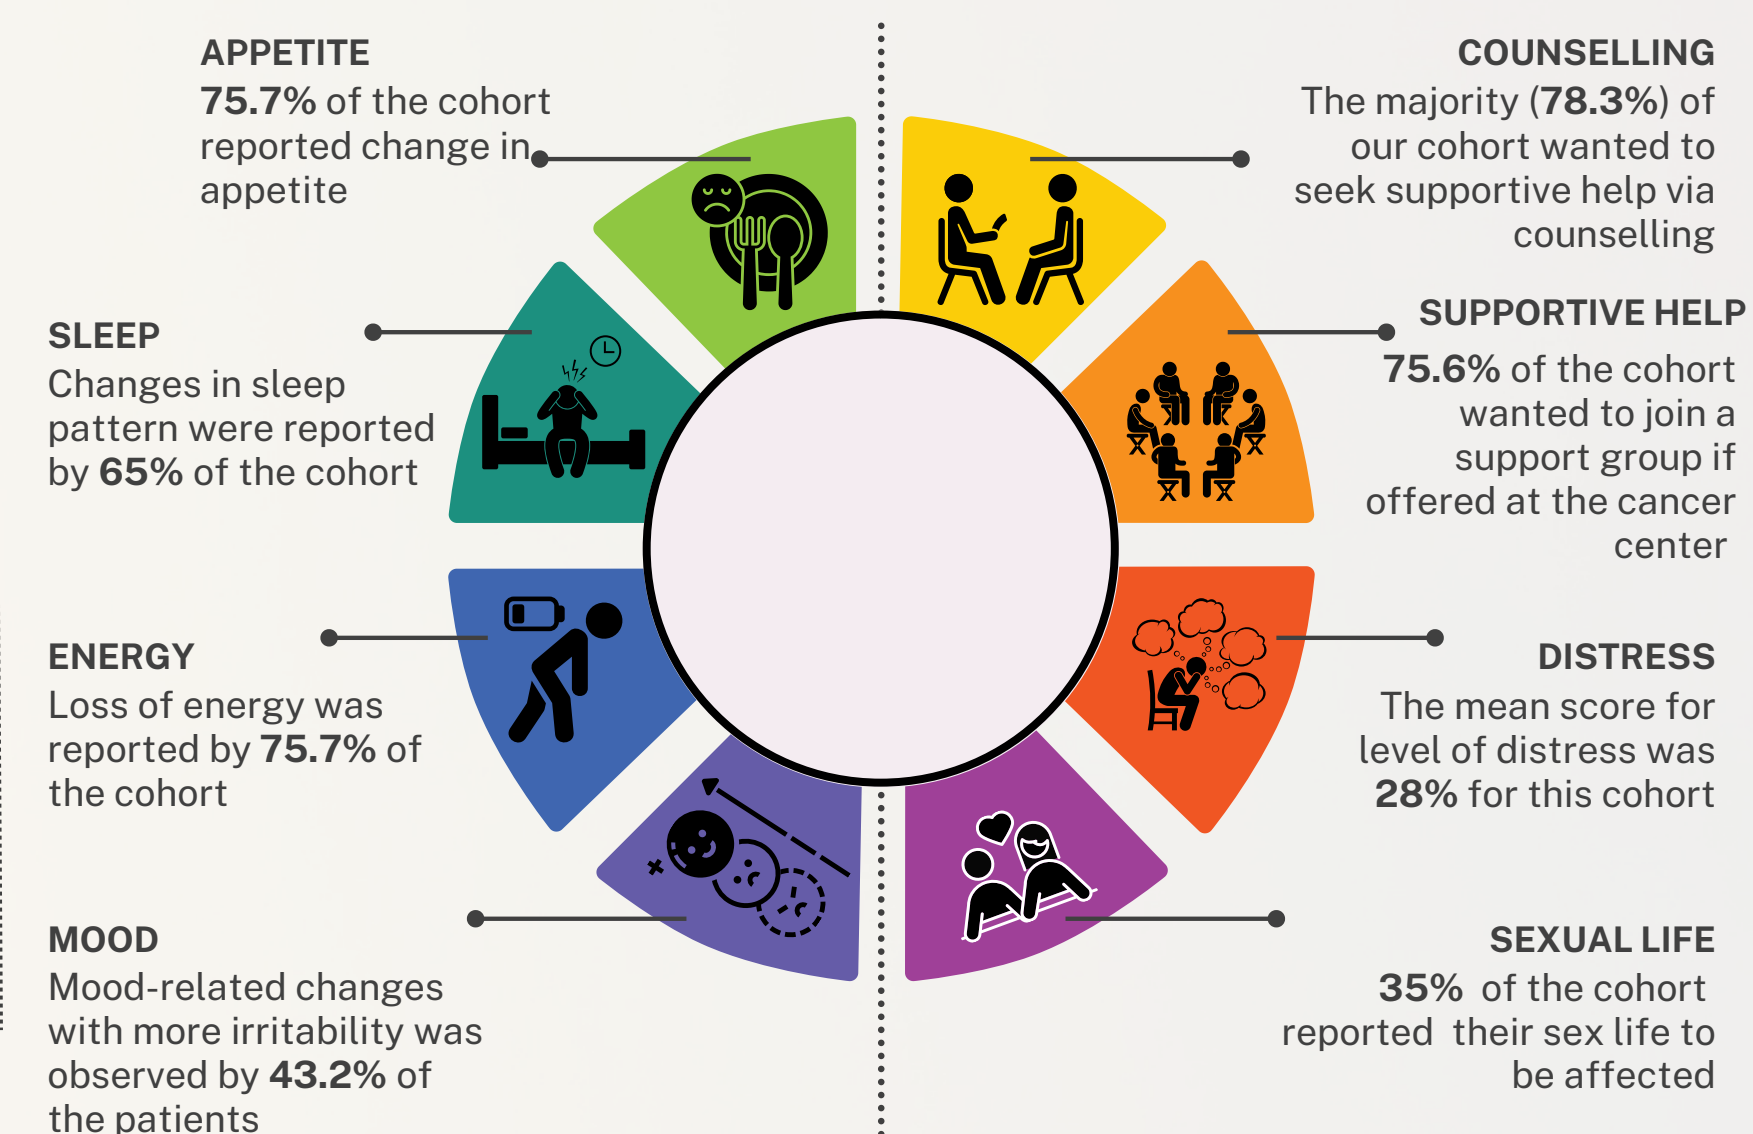 APPETITE
75.7% of the cohort
reported change in
appetite
SLEEP
Changes in sleep
pattern were reported
by 65% of the cohort
ENERGY
Loss of energy was
reported by 75.7% of
the cohort
MOOD
Mood-related changes
with more irritability was
observed by 43.2% of
the patients
COUNSELLING
The majority (78.3%) of
our cohort wanted to
seek supportive help via
counselling
SUPPORTIVE HELP
75.6% of the cohort
wanted to join a
support group if
offered at the cancer
center
DISTRESS
The mean score for
level of distress was
28% for this cohort
SEXUAL LIFE
35% of the cohort
reported their sex life to
be affected